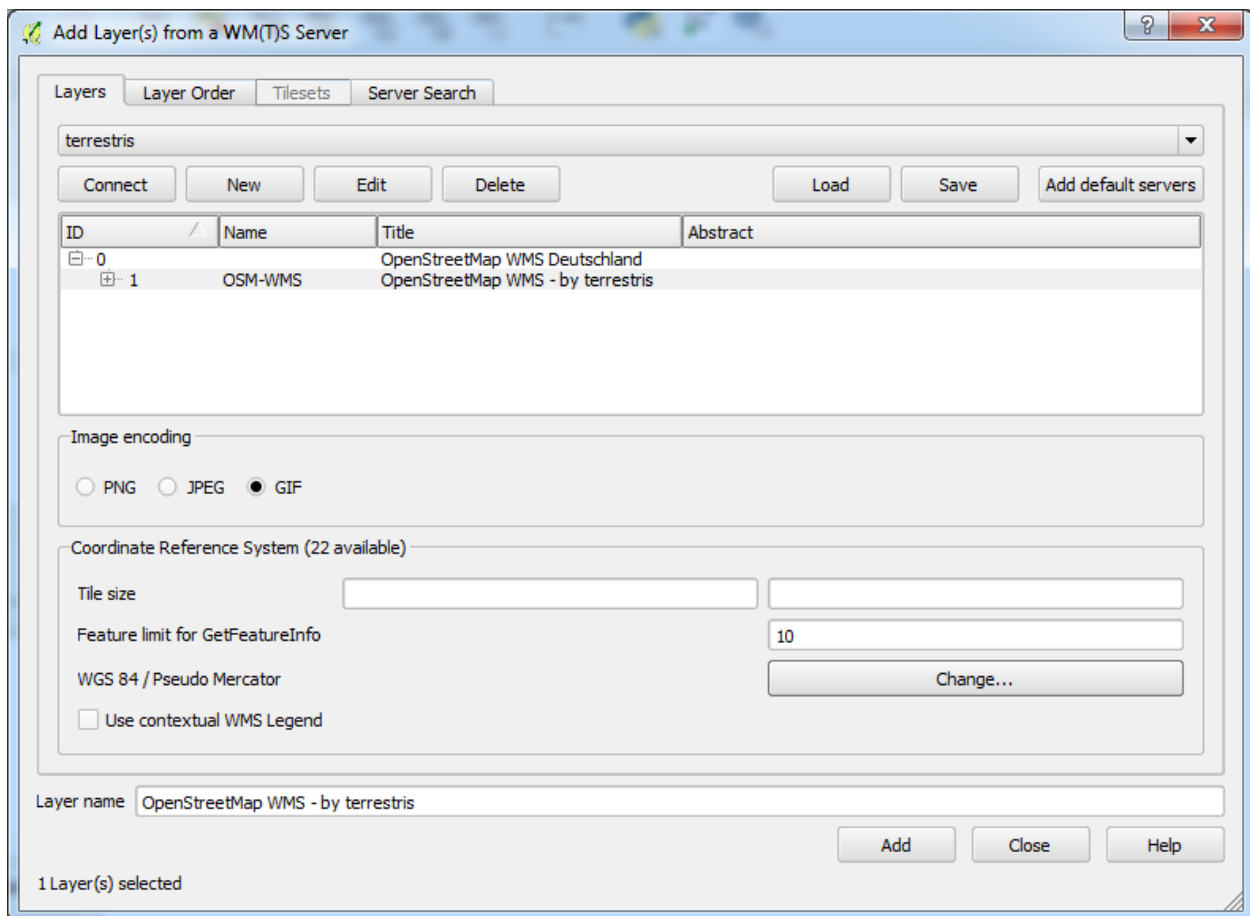 Add Layer(s) from a WM(T)S Server
Layers Layer Order Tilesets Server Search
terrestris
Connect New Edit Delete Load Save Add default servers
ID Name Title Abstract
0 OpenStreetMap WMS Deutschland
1 OSM-WMS OpenStreetMap WMS - by terrestris
Image encoding
PNG JPEG GIF
Coordinate Reference System (22 available)
Tile size
Feature limit for GetFeatureInfo 10
WGS 84 / Pseudo Mercator Change...
Use contextual WMS Legend
Layer name OpenStreetMap WMS - by terrestris
Add Close Help
1 Layer(s) selected